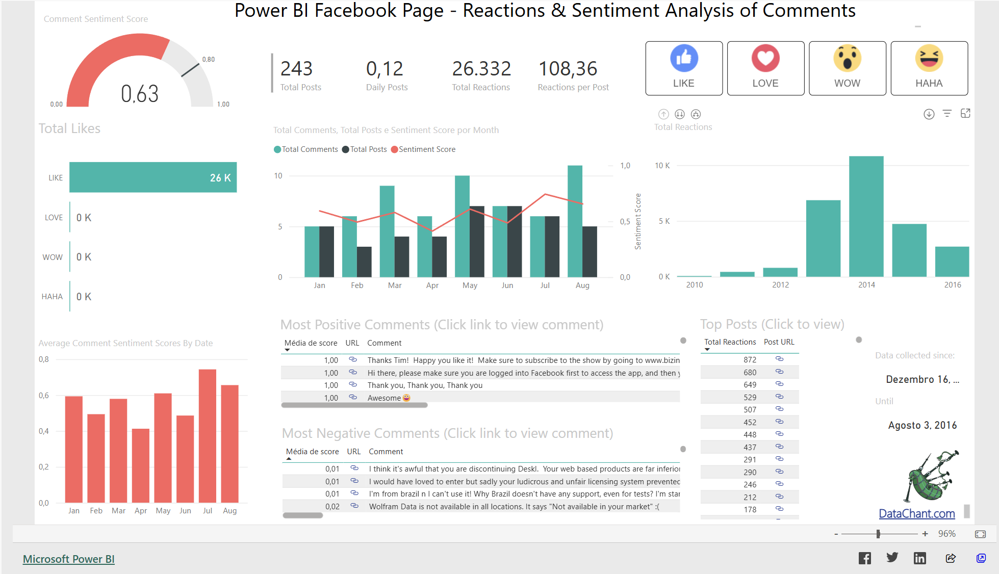 Power BI Facebook Page - Reactions & Sentiment Analysis of Comments
Comment Sentiment Score
0,80
0,63
0,00
1,00
243
Total Posts
0,12
Daily Posts
26.332
Total Reactions
108,36
Reactions per Post
LIKE
LOVE
WOW
HAHA
Total Likes
LIKE
26 K
LOVE
0 K
WOW
0 K
HAHA
0 K
Total Comments, Total Posts e Sentiment Score por Month
Total Comments
Total Posts
Sentiment Score
10
5
0
1,0
0,5
0,0
Sentiment Score
Jan
Feb
Mar
Apr
May
Jun
Jul
Aug
Total Reactions
10 K
5 K
0 K
2010
2012
2014
2016
Average Comment Sentiment Scores By Date
0,8
0,6
0,4
0,2
0,0
Jan
Feb
Mar
Apr
May
Jun
Jul
Aug
Most Positive Comments (Click link to view comment)
Média de score URL Comment
1,00 Thanks Tim! Happy you like it! Make sure to subscribe to the show by going to www.bizin
1,00 Hi there, please make sure you are logged into Facebook first to access the app, and then
1,00 Thank you, Thank you, Thank you
1,00 Awesome 😀
Most Negative Comments (Click link to view comment)
Média de score URL Comment
0,01 I think it's awful that you are discontinuing Deskl. Your web based products are far inferior
0,01 I would have loved to enter but sadly your ludicrous and unfair licensing system prevented
0,01 I'm from brazil n I can't use it! Why Brazil doesn't have any support, even for tests? I'm star
0,02 Wolfram Data is not available in all locations. It says "Not available in your market" :(
Top Posts (Click to view)
Total Reactions Post URL
872
680
649
529
507
452
448
437
291
290
246
212
178
Data collected since:
Dezembro 16, ...
Until
Agosto 3, 2016
DataChant.com
- + 96%
Microsoft Power BI